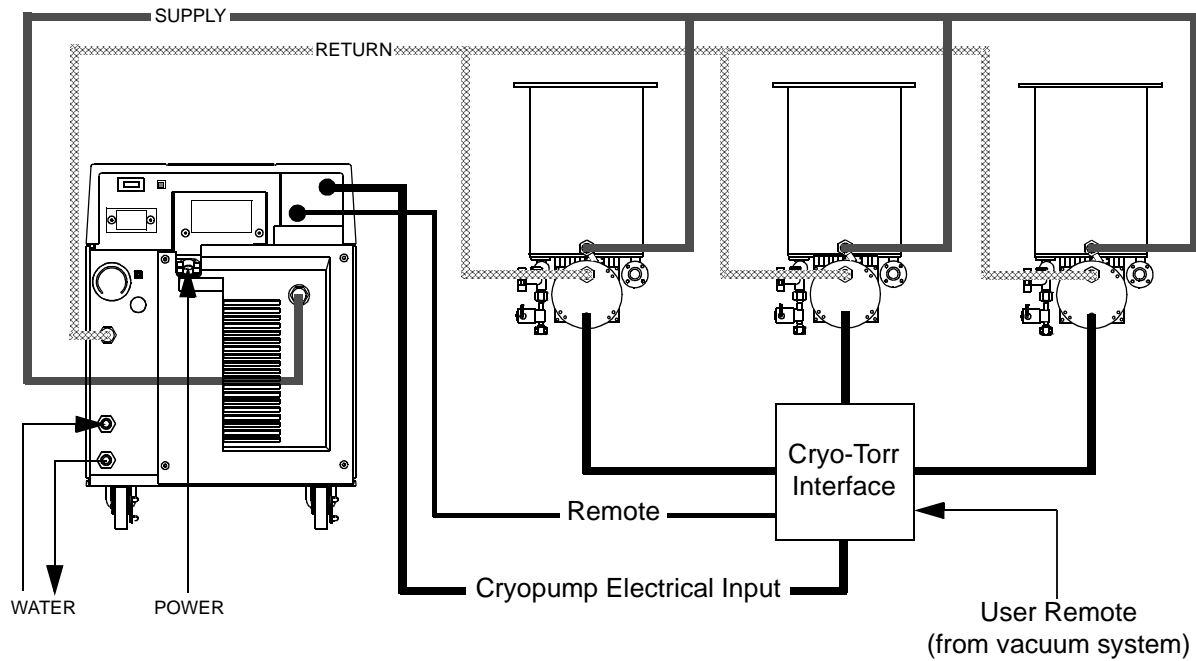 SUPPLY
RETURN
Cryo-Torr
Interface
Remote
Cryopump Electrical Input
WATER
POWER
User Remote
(from vacuum system)